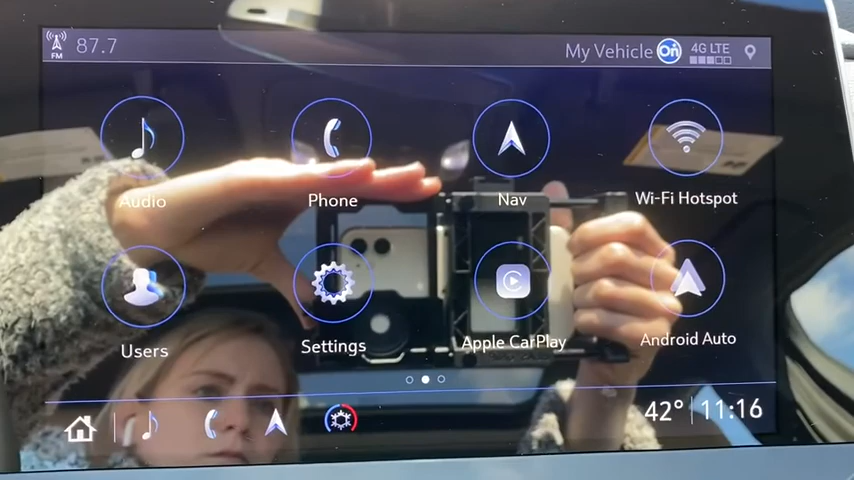 FM 87.7 My Vehicle On 4G LTE
Audio Phone Nav Wi-Fi Hotspot
Users Settings Apple CarPlay Android Auto
42° 11:16